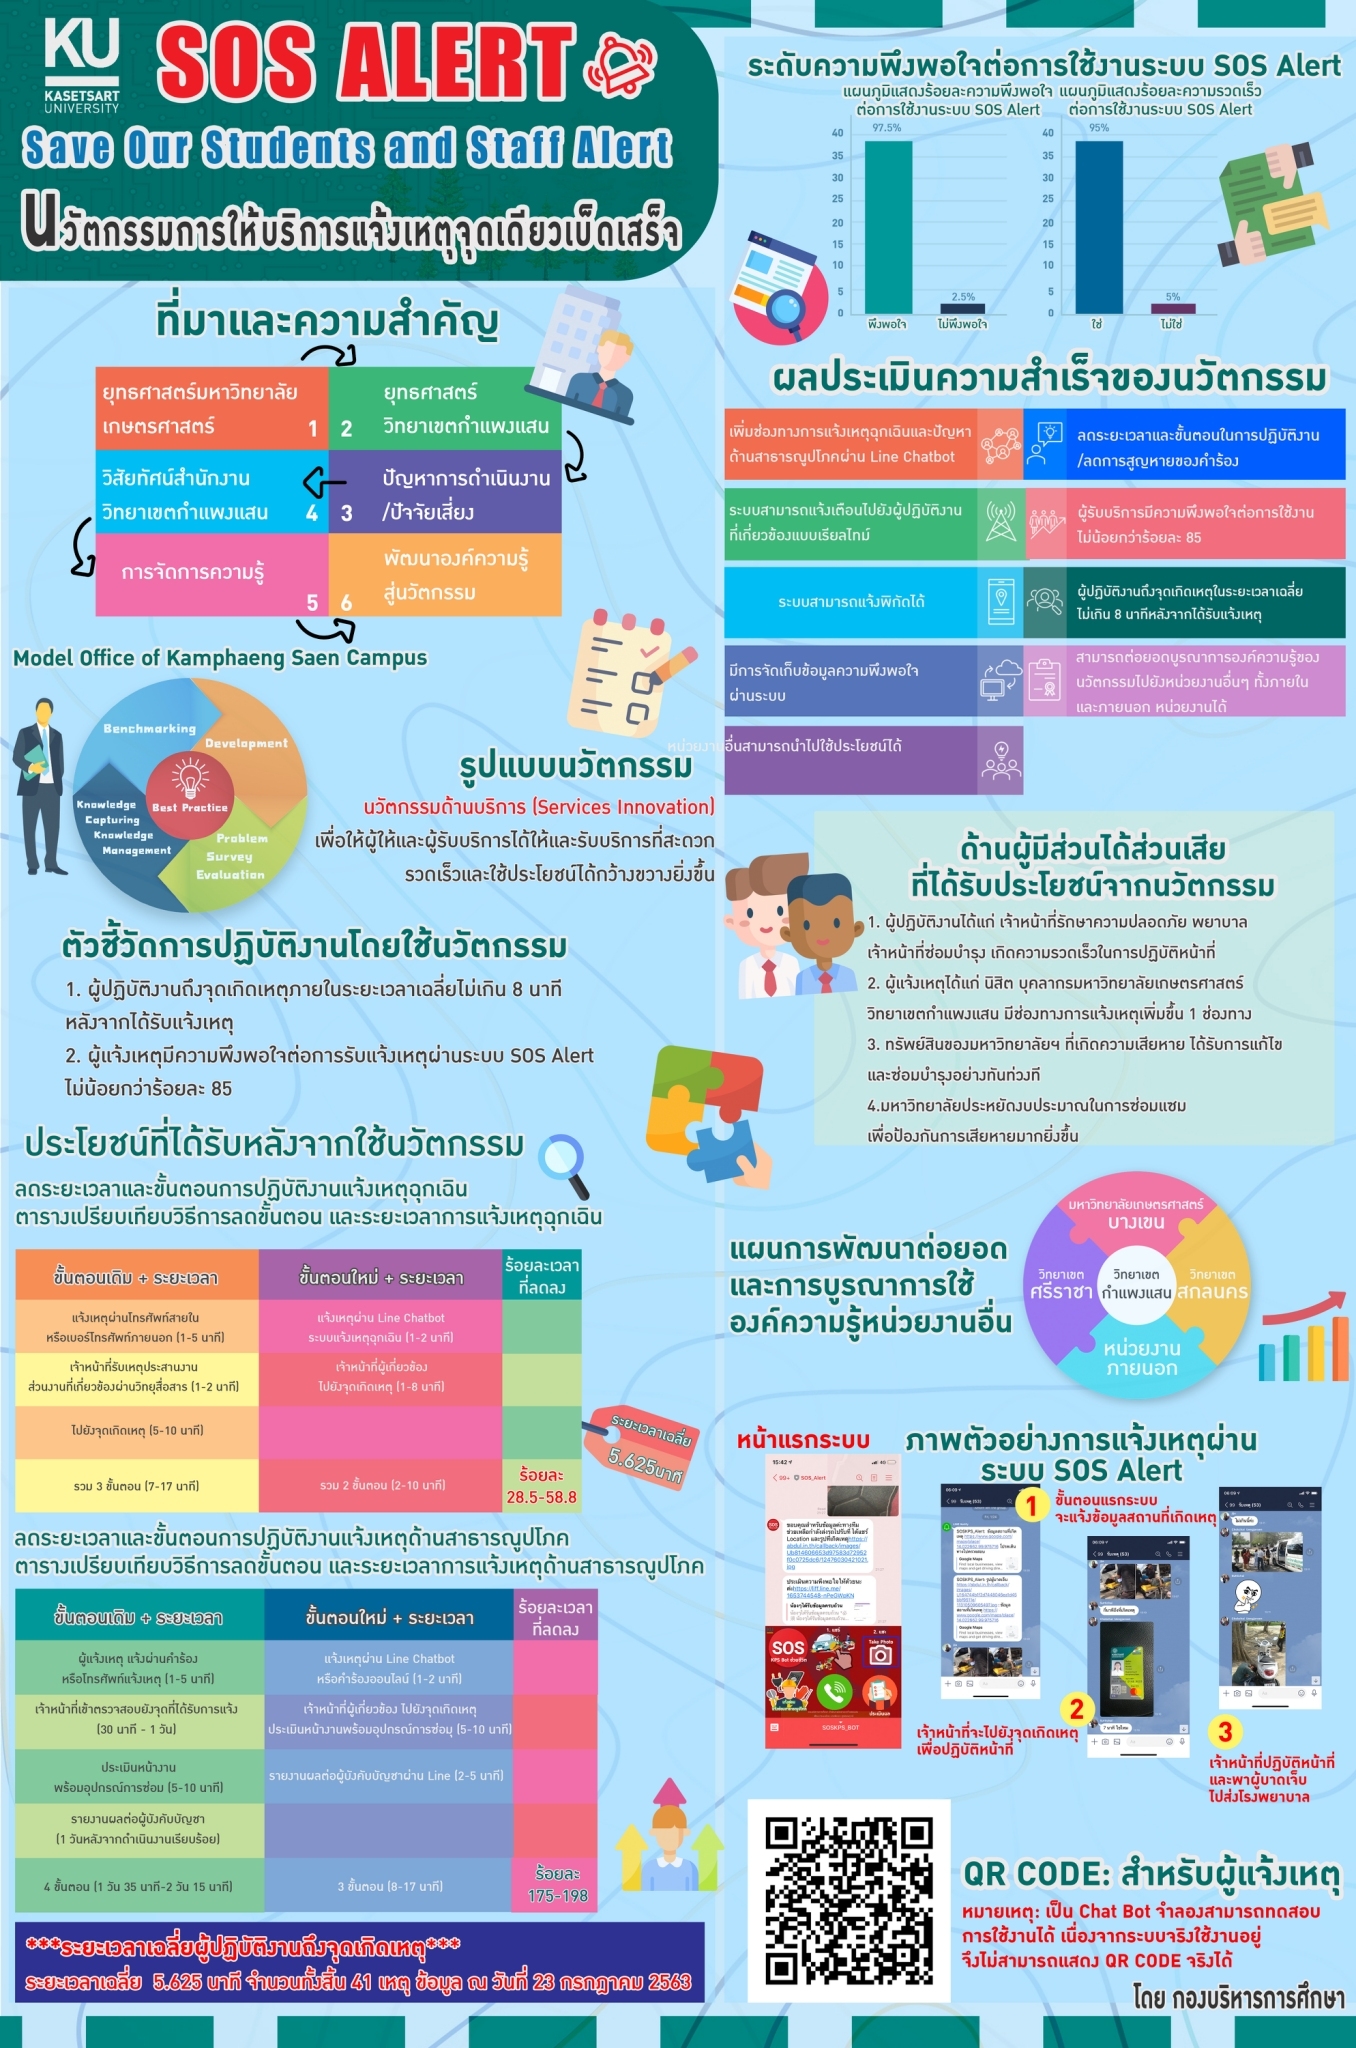 KU
KASETSART
UNIVERSITY
SOS ALERT
Save Our Students and Staff Alert
นวัตกรรมการให้บริการแจ้งเหตุจุดเดียวเบ็ดเสร็จ
ที่มาและความสำคัญ
ยุทธศาสตร์มหาวิทยาลัย
เกษตรศาสตร์ 1
2 ยุทธศาสตร์
วิทยาเขตกำแพงแสน
วิสัยทัศน์สำนักงาน
วิทยาเขตกำแพงแสน 4
ปัญหาการดำเนินงาน
3 /ปัจจัยเสี่ยง
การจัดการความรู้
5
6 พัฒนาองค์ความรู้
สู่นวัตกรรม
Model Office of Kamphaeng Saen Campus
Benchmarking
Development
Knowledge
Capturing
Knowledge
Management
Best Practice
Problem
Survey
Evaluation
รูปแบบนวัตกรรม
นวัตกรรมด้านบริการ (Services Innovation)
เพื่อให้ผู้ให้และผู้รับบริการได้ให้และรับบริการที่สะดวก
รวดเร็วและใช้ประโยชน์ได้กว้างขวางยิ่งขึ้น
ตัวชี้วัดการปฏิบัติงานโดยใช้นวัตกรรม
1. ผู้ปฏิบัติงานถึงจุดเกิดเหตุภายในระยะเวลาเฉลี่ยไม่เกิน 8 นาที
หลังจากได้รับแจ้งเหตุ
2. ผู้แจ้งเหตุมีความพึงพอใจต่อการรับแจ้งเหตุผ่านระบบ SOS Alert
ไม่น้อยกว่าร้อยละ 85
ประโยชน์ที่ได้รับหลังจากใช้นวัตกรรม
ลดระยะเวลาและขั้นตอนการปฏิบัติงานแจ้งเหตุฉุกเฉิน
ตารางเปรียบเทียบวิธีการลดขั้นตอน และระยะเวลาการแจ้งเหตุฉุกเฉิน
ขั้นตอนเดิม + ระยะเวลา
ขั้นตอนใหม่ + ระยะเวลา
ร้อยละเวลา
ที่ลดลง
แจ้งเหตุผ่านโทรศัพท์สายใน
หรือเบอร์โทรศัพท์ภายนอก (1-5 นาที)
แจ้งเหตุผ่าน Line Chatbot
ระบบแจ้งเหตุฉุกเฉิน (1-2 นาที)
เจ้าหน้าที่รับเหตุประสานงาน
ส่วนงานที่เกี่ยวข้องผ่านวิทยุสื่อสาร (1-2 นาที)
เจ้าหน้าที่ผู้เกี่ยวข้อง
ไปยังจุดเกิดเหตุ (1-8 นาที)
ไปยังจุดเกิดเหตุ (5-10 นาที)
รวม 3 ขั้นตอน (7-17 นาที)
รวม 2 ขั้นตอน (2-10 นาที)
ร้อยละ
28.5-58.8
ระยะเวลาเฉลี่ย
5.625นาที
ลดระยะเวลาและขั้นตอนการปฏิบัติงานแจ้งเหตุด้านสาธารณูปโภค
ตารางเปรียบเทียบวิธีการลดขั้นตอน และระยะเวลาการแจ้งเหตุด้านสาธารณูปโภค
ขั้นตอนเดิม + ระยะเวลา
ขั้นตอนใหม่ + ระยะเวลา
ร้อยละเวลา
ที่ลดลง
ผู้แจ้งเหตุ แจ้งผ่านคำร้อง
หรือโทรศัพท์แจ้งเหตุ (1-5 นาที)
แจ้งเหตุผ่าน Line Chatbot
หรือคำร้องออนไลน์ (1-2 นาที)
เจ้าหน้าที่เข้าตรวจสอบยังจุดที่ได้รับการแจ้ง
(30 นาที - 1 วัน)
เจ้าหน้าที่ผู้เกี่ยวข้อง ไปยังจุดเกิดเหตุ
ประเมินหน้างานพร้อมอุปกรณ์การซ่อมุ (5-10 นาที)
ประเมินหน้างาน
พร้อมอุปกรณ์การซ่อม (5-10 นาที)
รายงานผลต่อผู้บังคับบัญชาผ่าน Line (2-5 นาที)
รายงานผลต่อผู้บังคับบัญชา
(1 วันหลังจากดำเนินงานเรียบร้อย)
4 ขั้นตอน (1 วัน 35 นาที-2 วัน 15 นาที)
3 ขั้นตอน (8-17 นาที)
ร้อยละ
175-198
***ระยะเวลาเฉลี่ยผู้ปฏิบัติงานถึงจุดเกิดเหตุ***
ระยะเวลาเฉลี่ย 5.625 นาที จำนวนทั้งสิ้น 41 เหตุ ข้อมูล ณ วันที่ 23 กรกฎาคม 2563
ระดับความพึงพอใจต่อการใช้งานระบบ SOS Alert
แผนภูมิแสดงร้อยละความพึงพอใจ
ต่อการใช้งานระบบ SOS Alert
40
35
30
25
20
15
10
5
0
97.5%
2.5%
พึงพอใจ
ไม่พึงพอใจ
แผนภูมิแสดงร้อยละความรวดเร็ว
ต่อการใช้งานระบบ SOS Alert
40
35
30
25
20
15
10
5
0
95%
5%
ใช่
ไม่ใช่
ผลประเมินความสำเร็จของนวัตกรรม
เพิ่มช่องทางการแจ้งเหตุฉุกเฉินและปัญหา
ด้านสาธารณูปโภคผ่าน Line Chatbot
ลดระยะเวลาและขั้นตอนในการปฏิบัติงาน
/ลดการสูญหายของคำร้อง
ระบบสามารถแจ้งเตือนไปยังผู้ปฏิบัติงาน
ที่เกี่ยวข้องแบบเรียลไทม์
ผู้รับบริการมีความพึงพอใจต่อการใช้งาน
ไม่น้อยกว่าร้อยละ 85
ระบบสามารถแจ้งพิกัดได้
ผู้ปฏิบัติงานถึงจุดเกิดเหตุในระยะเวลาเฉลี่ย
ไม่เกิน 8 นาทีหลังจากได้รับแจ้งเหตุ
มีการจัดเก็บข้อมูลความพึงพอใจ
ผ่านระบบ
สามารถต่อยอดบูรณาการองค์ความรู้ของ
นวัตกรรมไปยังหน่วยงานอื่นๆ ทั้งภายใน
และภายนอก หน่วยงานได้
หน่วยงานอื่นสามารถนำไปใช้ประโยชน์ได้
ด้านผู้มีส่วนได้ส่วนเสีย
ที่ได้รับประโยชน์จากนวัตกรรม
1. ผู้ปฏิบัติงานได้แก่ เจ้าหน้าที่รักษาความปลอดภัย พยาบาล
เจ้าหน้าที่ซ่อมบำรุง เกิดความรวดเร็วในการปฏิบัติหน้าที่
2. ผู้แจ้งเหตุได้แก่ นิสิต บุคลากรมหาวิทยาลัยเกษตรศาสตร์
วิทยาเขตกำแพงแสน มีช่องทางการแจ้งเหตุเพิ่มขึ้น 1 ช่องทาง
3. ทรัพย์สินของมหาวิทยาลัยฯ ที่เกิดความเสียหาย ได้รับการแก้ไข
และซ่อมบำรุงอย่างทันท่วงที
4.มหาวิทยาลัยประหยัดงบประมาณในการซ่อมแซม
เพื่อป้องกันการเสียหายมากยิ่งขึ้น
แผนการพัฒนาต่อยอด
และการบูรณาการใช้
องค์ความรู้หน่วยงานอื่น
มหาวิทยาลัยเกษตรศาสตร์
บางเขน
วิทยาเขต
ศรีราชา
วิทยาเขต
กำแพงแสน
วิทยาเขต
สกลนคร
หน่วยงาน
ภายนอก
หน้าแรกระบบ
ภาพตัวอย่างการแจ้งเหตุผ่าน
ระบบ SOS Alert
15:42
4G
99+ SOS_Alert
SOS
1. แชร์
2. แชท
Take Photo
SOSKPS_BOT
1
ขั้นตอนแรกระบบ
จะแจ้งข้อมูลสถานที่เกิดเหตุ
Google Maps
Google Maps
2
เจ้าหน้าที่จะไปยังจุดเกิดเหตุ
เพื่อปฏิบัติหน้าที่
3
เจ้าหน้าที่ปฏิบัติหน้าที่
และพาผู้บาดเจ็บ
ไปส่งโรงพยาบาล
QR CODE: สำหรับผู้แจ้งเหตุ
หมายเหตุ: เป็น Chat Bot จำลองสามารถทดสอบ
การใช้งานได้ เนื่องจากระบบจริงใช้งานอยู่
จึงไม่สามารถแสดง QR CODE จริงได้
โดย กองบริหารการศึกษา